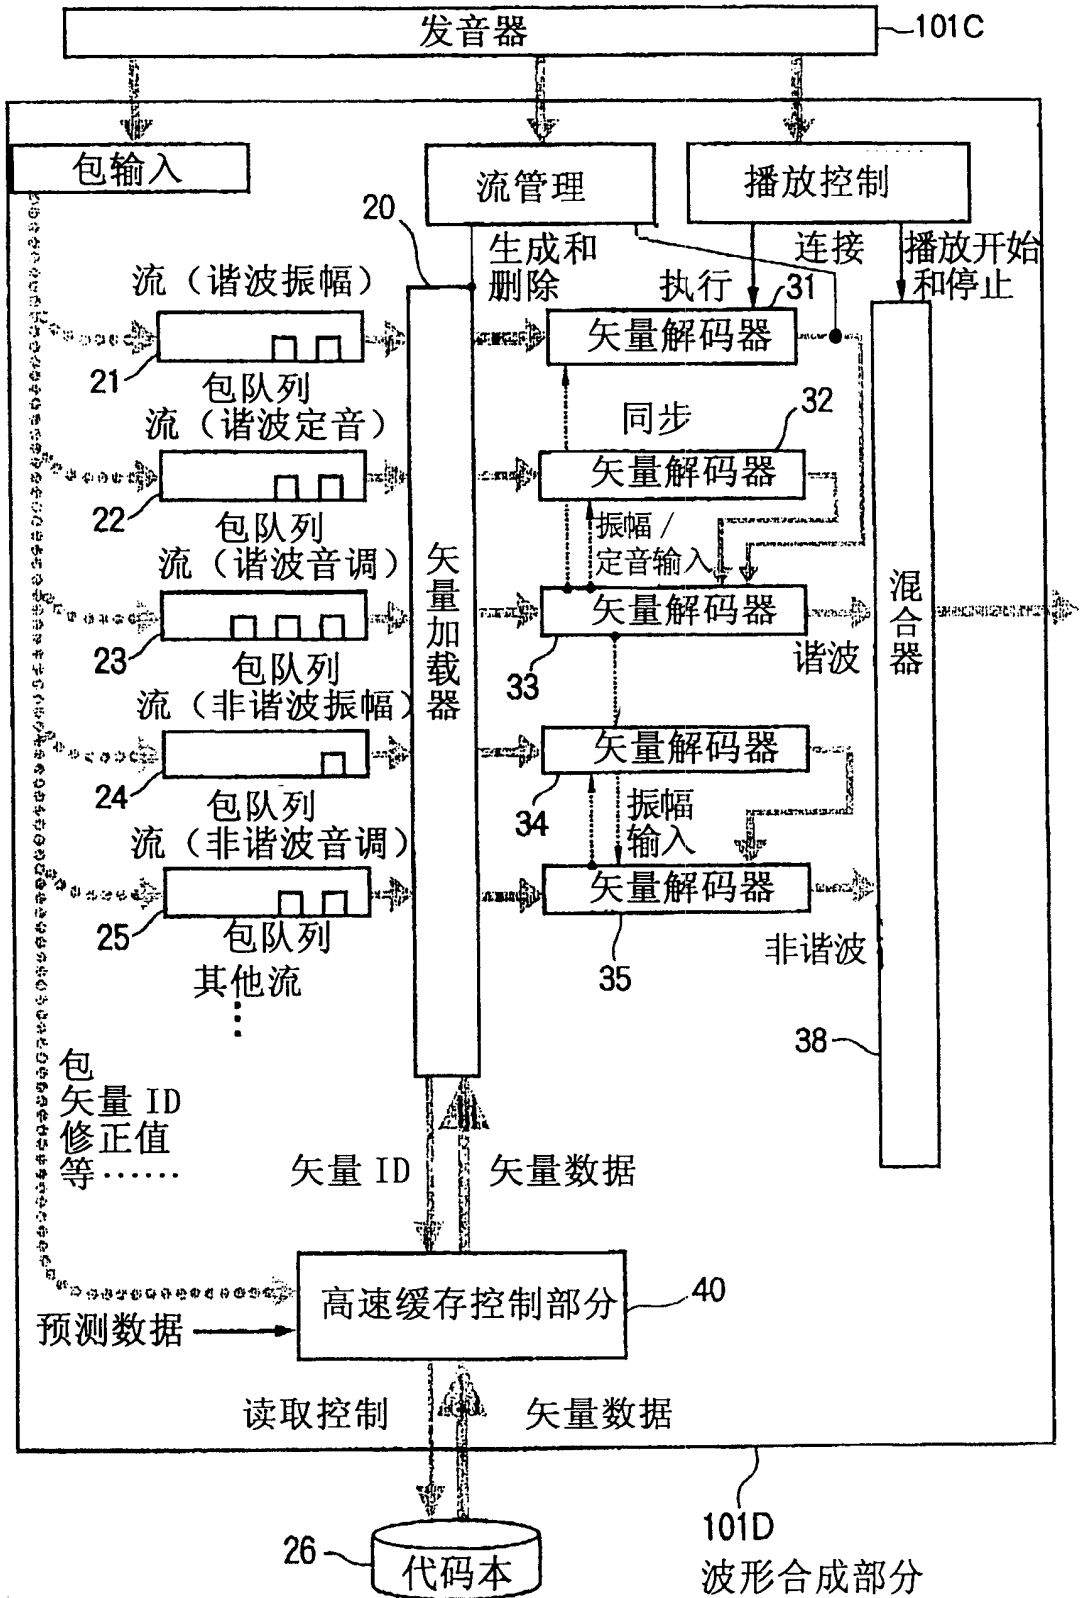 发音器
101C
包输入
流管理
播放控制
20
生成和
删除
执行
连接
播放开始
和停止
流（谐波振幅）
31
矢量解码器
21
包队列
流（谐波定音）
同步
32
矢量解码器
22
包队列
振幅/
定音输入
流（谐波音调）
矢量加载器
矢量解码器
混合器
23
包队列
33
谐波
流（非谐波振幅）
矢量解码器
24
包队列
34
振幅
输入
流（非谐波音调）
矢量解码器
25
包队列
35
非谐波
其他流
⋮
38
包
矢量 ID
修正值
等……
矢量 ID
矢量数据
高速缓存控制部分
40
预测数据
读取控制
矢量数据
26
代码本
101D
波形合成部分